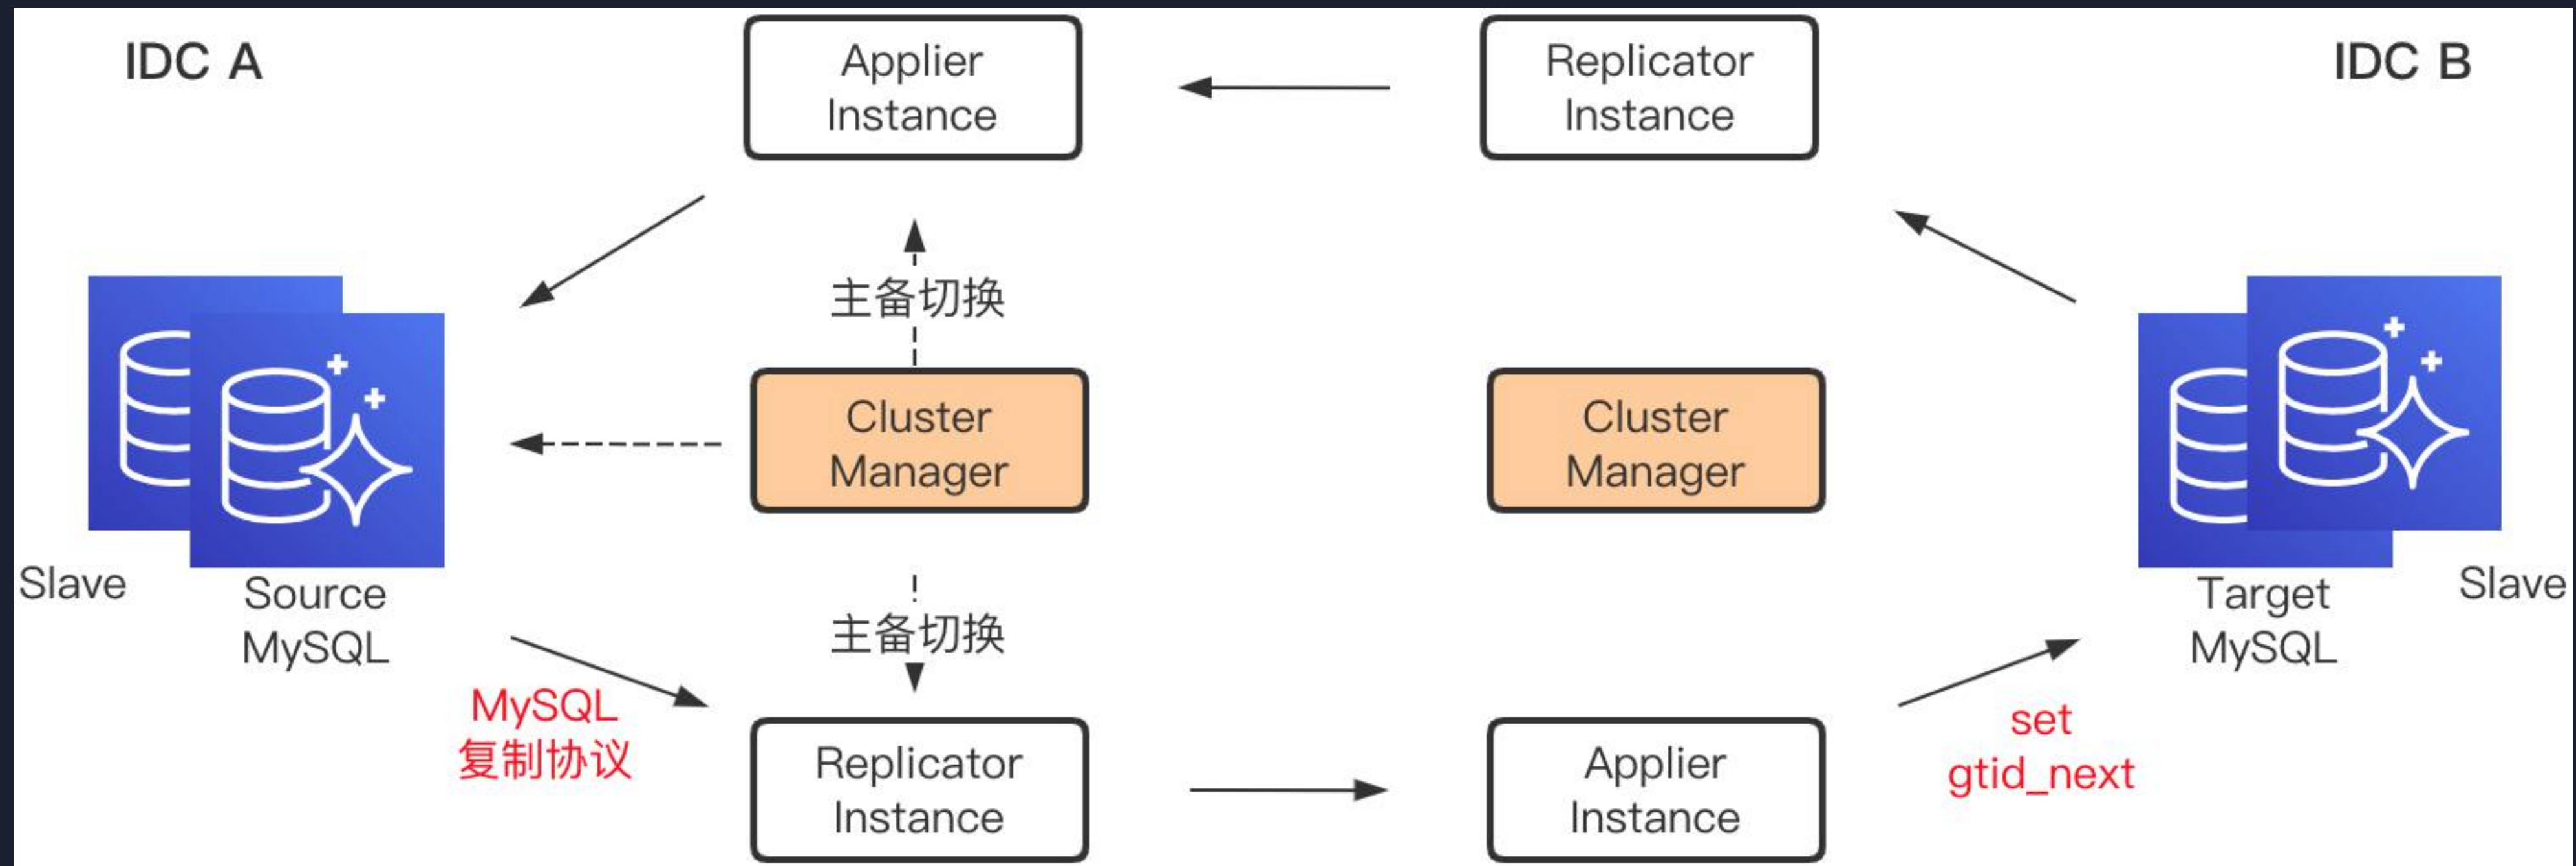 IDC A
Applier
Instance
Replicator
Instance
IDC B
主备切换
Cluster
Manager
Cluster
Manager
Slave
Source
MySQL
Target
MySQL
Slave
主备切换
MySQL
复制协议
set
gtid_next
Replicator
Instance
Applier
Instance